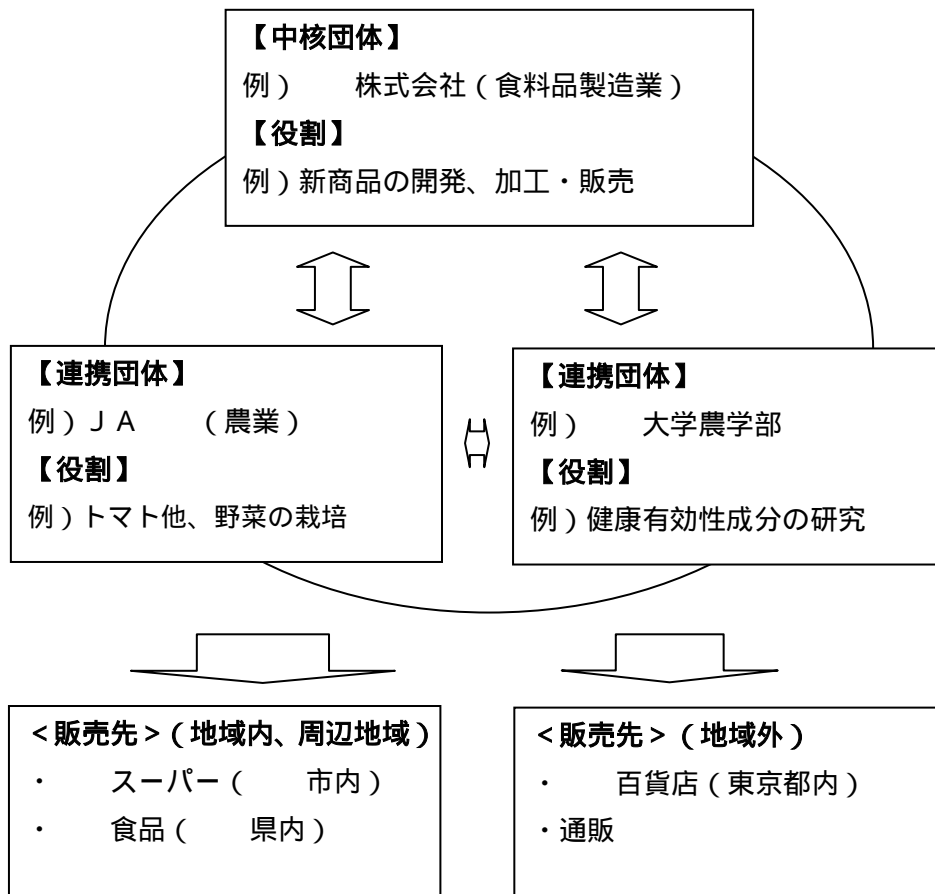 【中核団体】
例)　　株式会社(食料品製造業)
【役割】
例)新商品の開発、加工・販売
【連携団体】
例)JA　　(農業)
【役割】
例)トマト他、野菜の栽培
【連携団体】
例)　　大学農学部
【役割】
例)健康有効性成分の研究
<販売先>(地域内、周辺地域)
・　　スーパー(　　市内)
・　　食品(　　県内)
<販売先>(地域外)
・　　百貨店(東京都内)
・通販